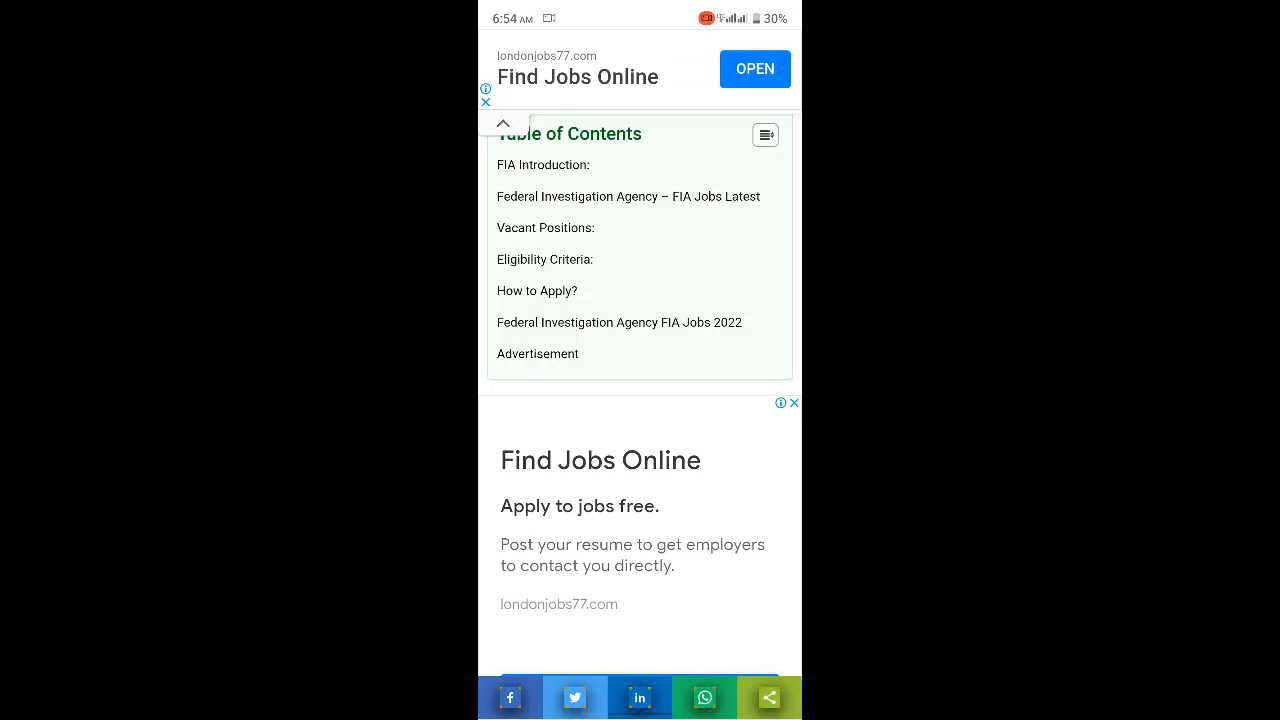 6:54 AM 30%
londonjobs77.com
Find Jobs Online
OPEN
Table of Contents
FIA Introduction:
Federal Investigation Agency – FIA Jobs Latest
Vacant Positions:
Eligibility Criteria:
How to Apply?
Federal Investigation Agency FIA Jobs 2022
Advertisement
Find Jobs Online
Apply to jobs free.
Post your resume to get employers
to contact you directly.
londonjobs77.com